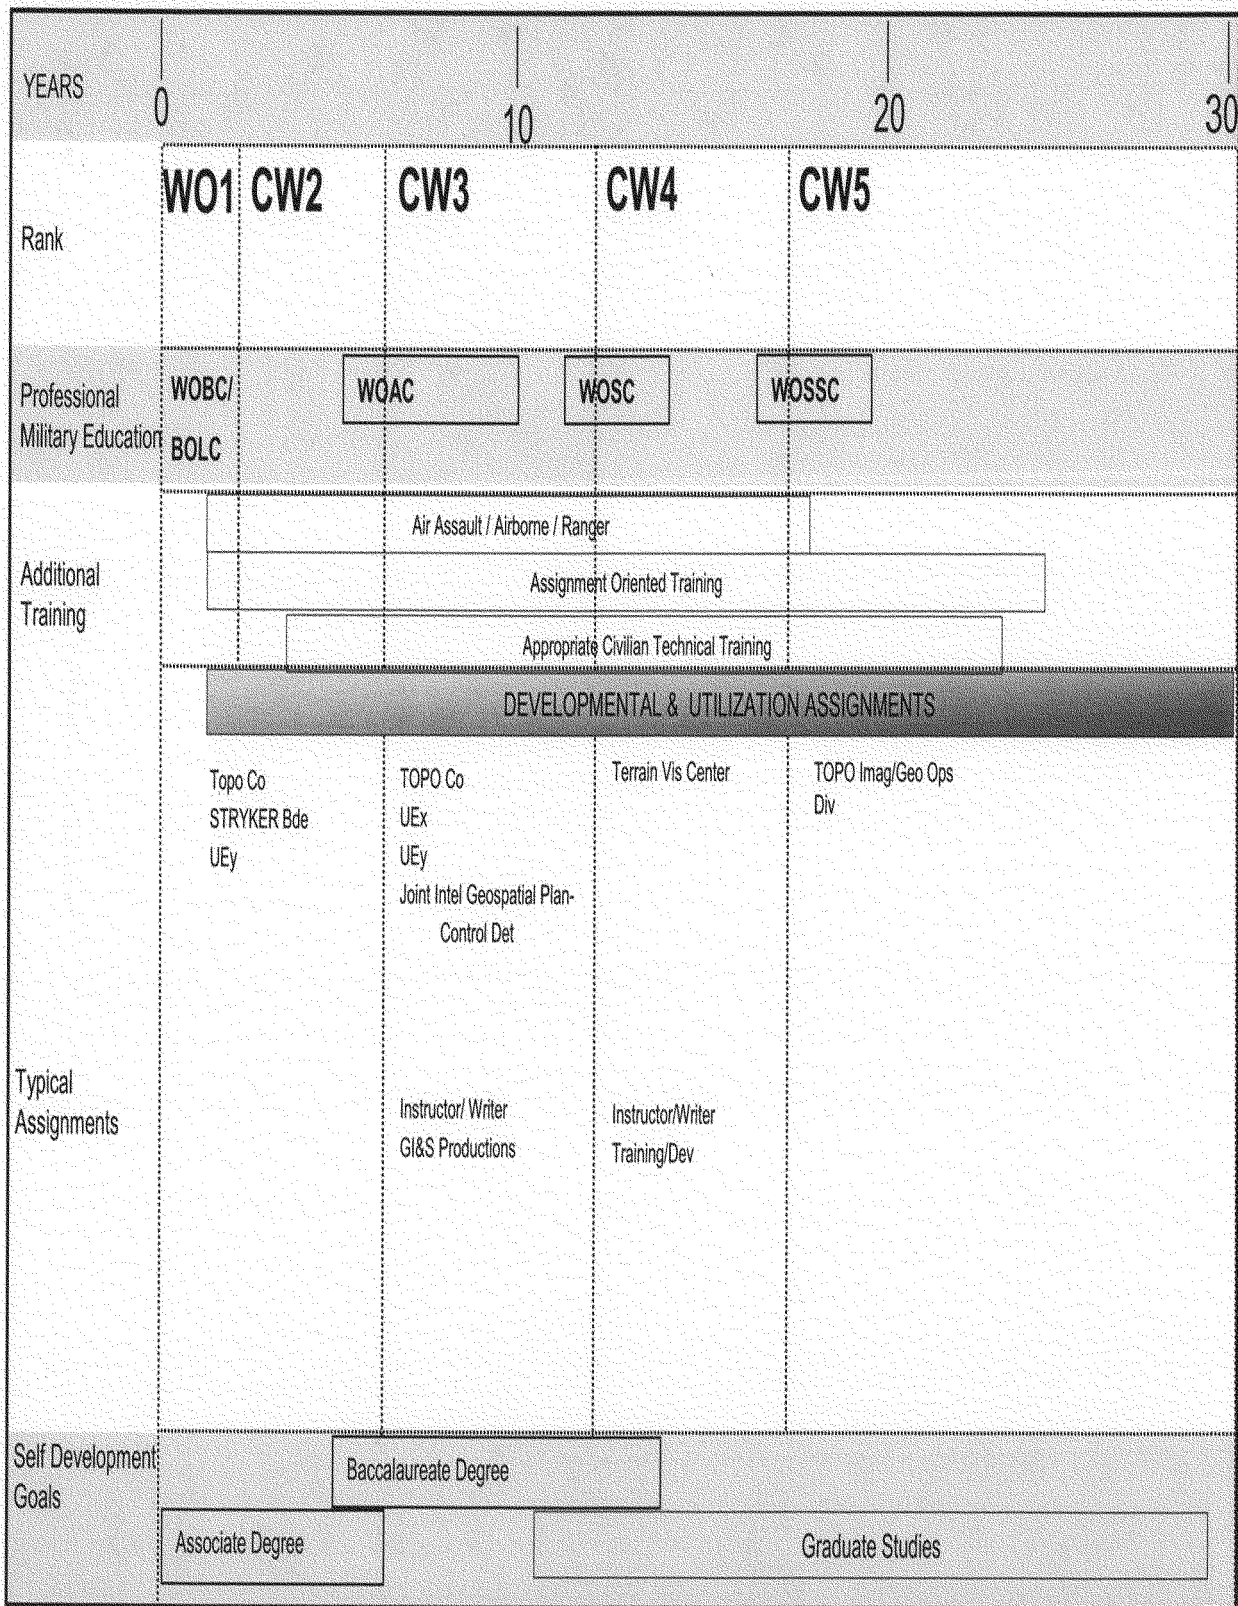 YEARS
0
10
20
30
Rank
WO1
CW2
CW3
CW4
CW5
Professional
Military Education
WOBC/
BOLC
WOAC
WOSC
WOSSC
Additional
Training
Air Assault / Airborne / Ranger
Assignment Oriented Training
Appropriate Civilian Technical Training
DEVELOPMENTAL & UTILIZATION ASSIGNMENTS
Typical
Assignments
Topo Co
STRYKER Bde
UEy
TOPO Co
UEx
UEy
Joint Intel Geospatial Plan-
Control Det
Instructor/ Writer
GI&S Productions
Terrain Vis Center
Instructor/Writer
Training/Dev
TOPO Imag/Geo Ops
Div
Self Development
Goals
Baccalaureate Degree
Associate Degree
Graduate Studies